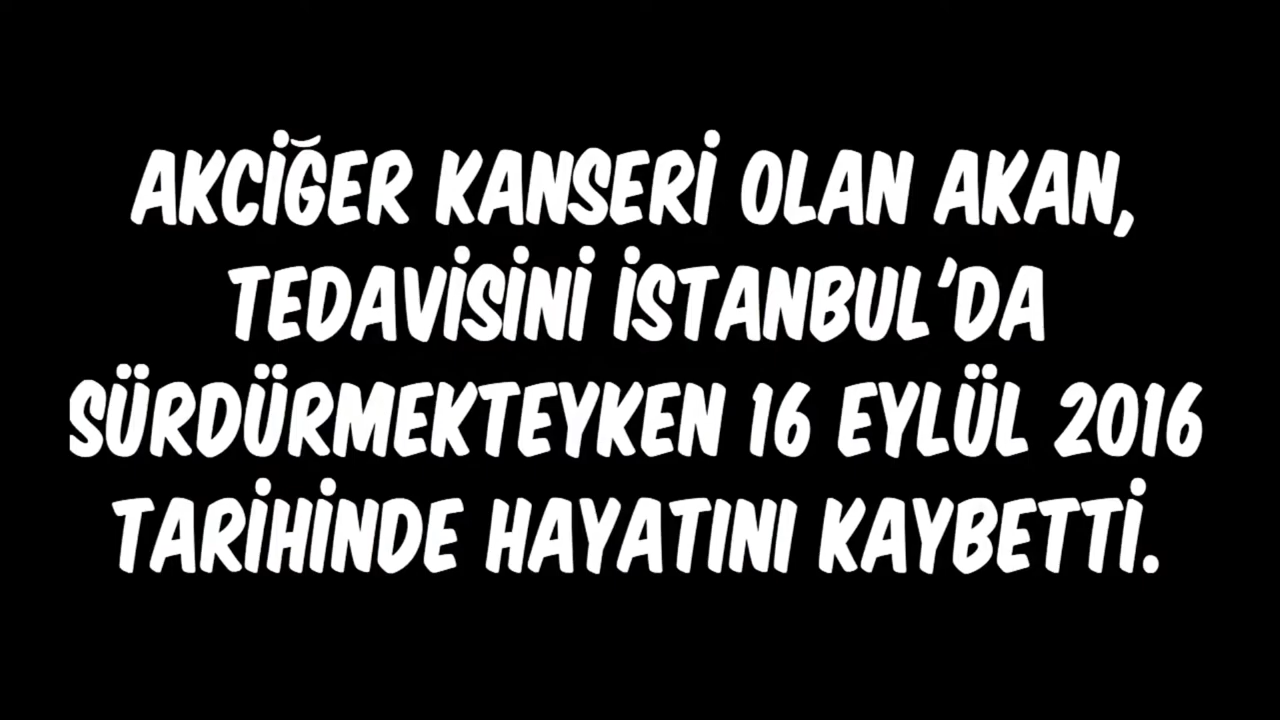 AKCİĞER KANSERİ OLAN AKAN,
TEDAVİSİNİ İSTANBUL'DA
SÜRDÜRMEKTEYKEN 16 EYLÜL 2016
TARİHİNDE HAYATINI KAYBETTİ.